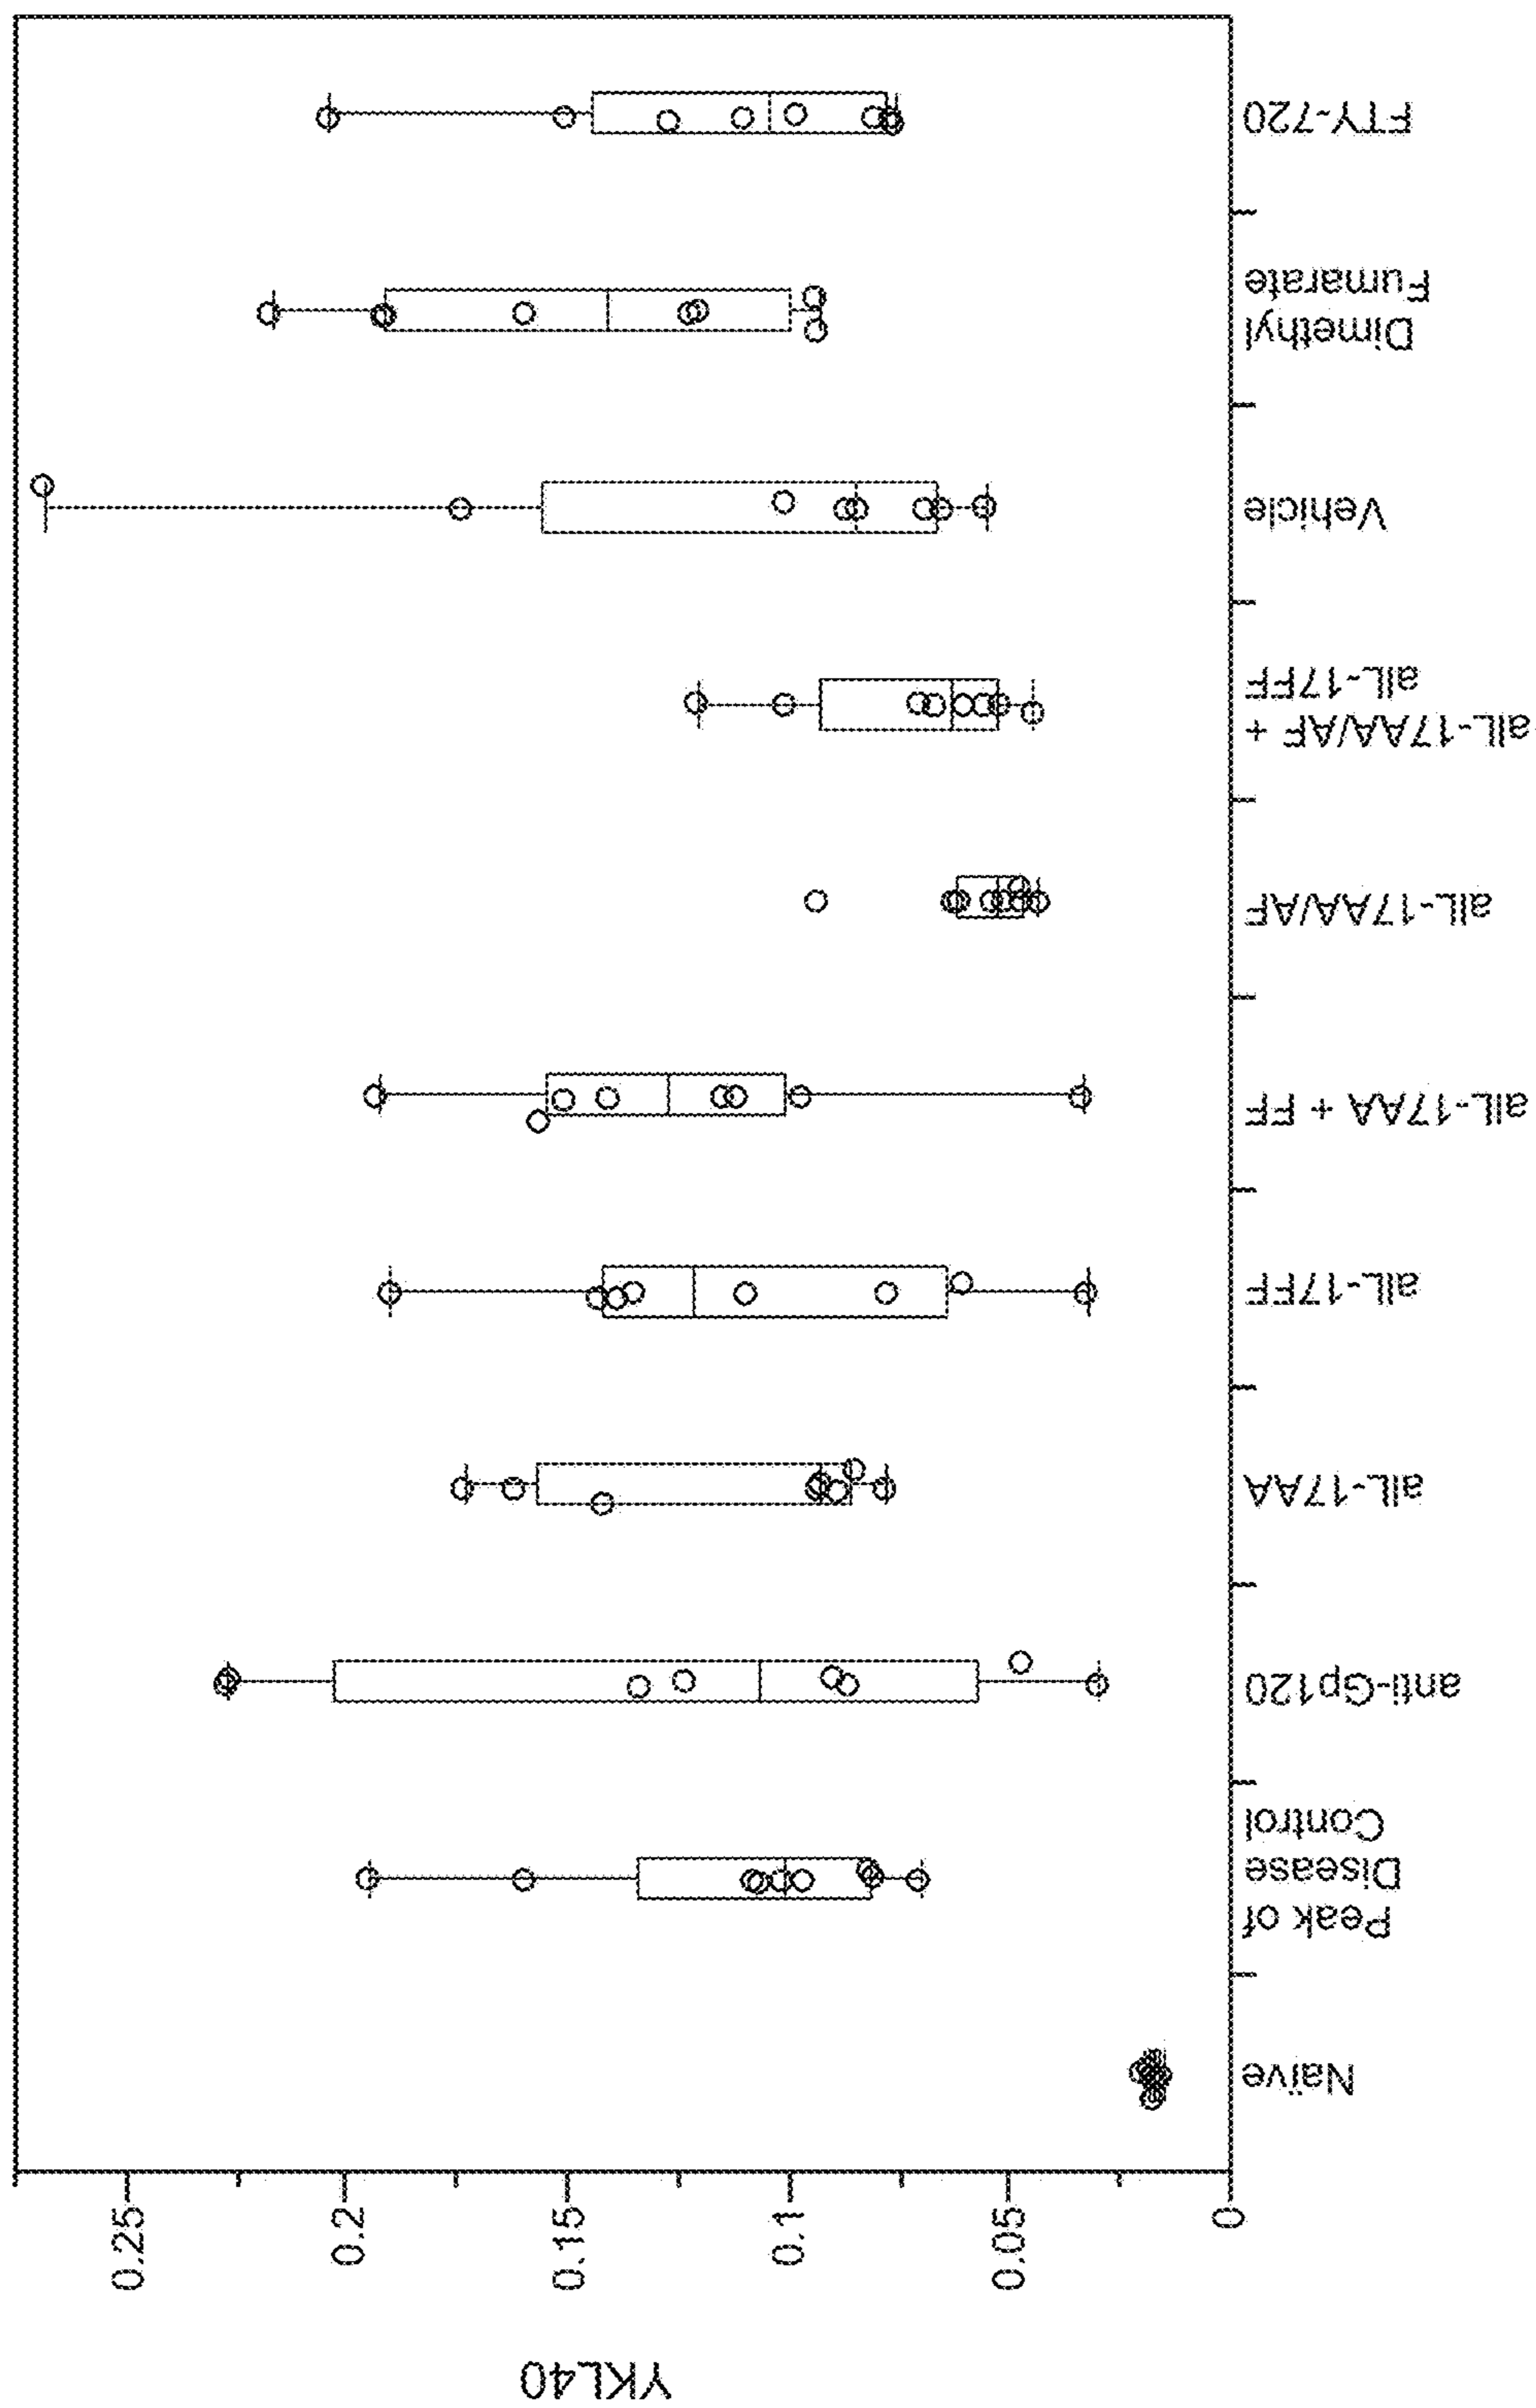 YKL40
0.25
0.2
0.15
0.1
0.05
0
Naïve
Peak of
Disease
Control
anti-Gp120
aIL-17AA
aIL-17FF
aIL-17AA + FF
aIL-17AA/AF
aIL-17AA/AF +
aIL-17FF
Vehicle
Dimethyl
Fumarate
FTY-720